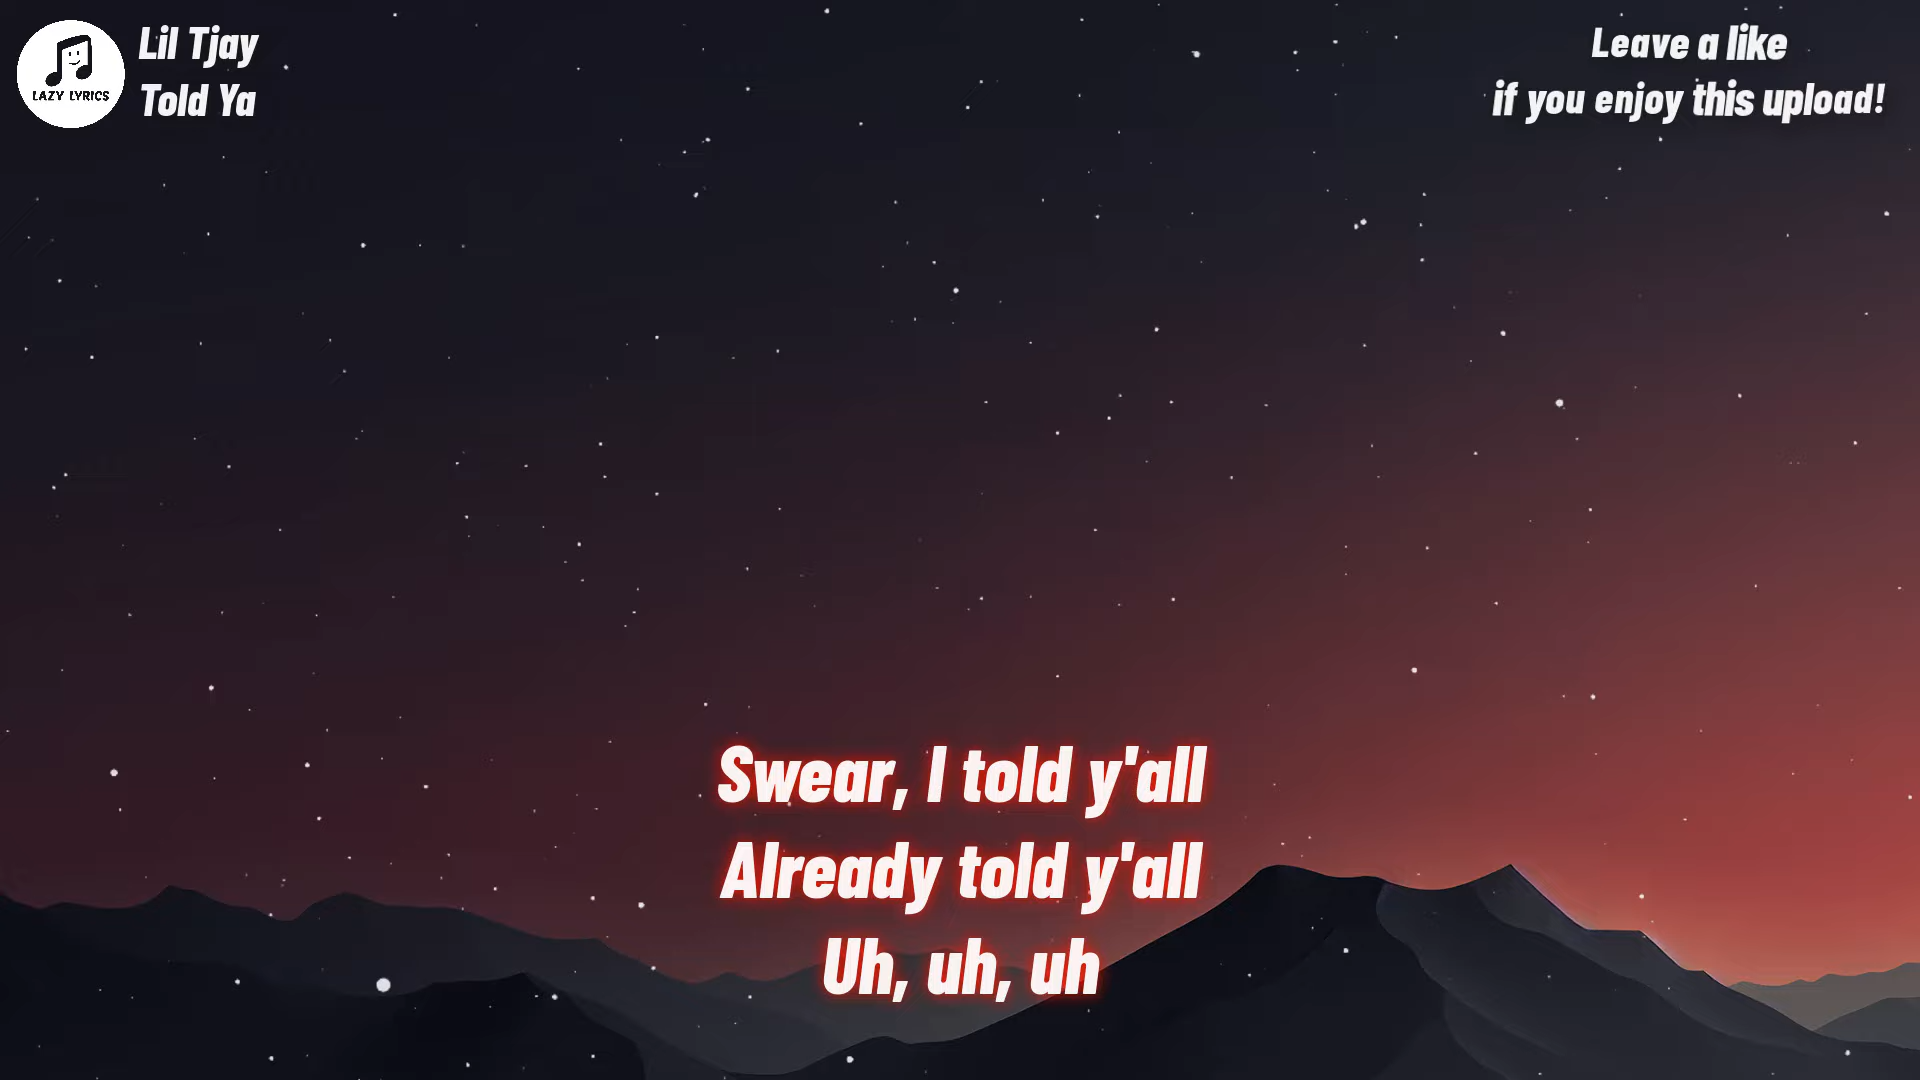 LAZY LYRICS
Lil Tjay
Told Ya
Leave a like
if you enjoy this upload!
Swear, I told y'all
Already told y'all
Uh, uh, uh